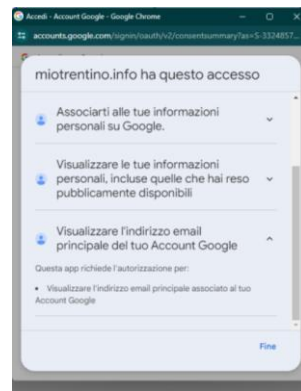 Accedi - Account Google - Google Chrome
accounts.google.com/signin/oauth/v2/consentsummary?as=S-3324857...
miotrentino.info ha questo accesso
Associarti alle tue informazioni
personali su Google.
Visualizzare le tue informazioni
personali, incluse quelle che hai reso
pubblicamente disponibili
Visualizzare l'indirizzo email
principale del tuo Account Google
Questa app richiede l'autorizzazione per:
• Visualizzare l'indirizzo email principale associato al tuo
Account Google
Fine